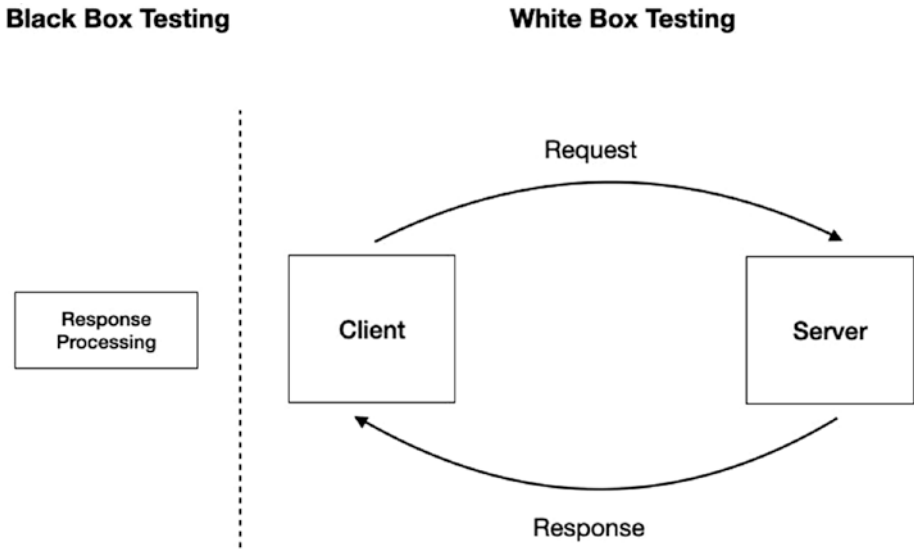 Black Box Testing
White Box Testing
Request
Response
Processing
Client
Server
Response